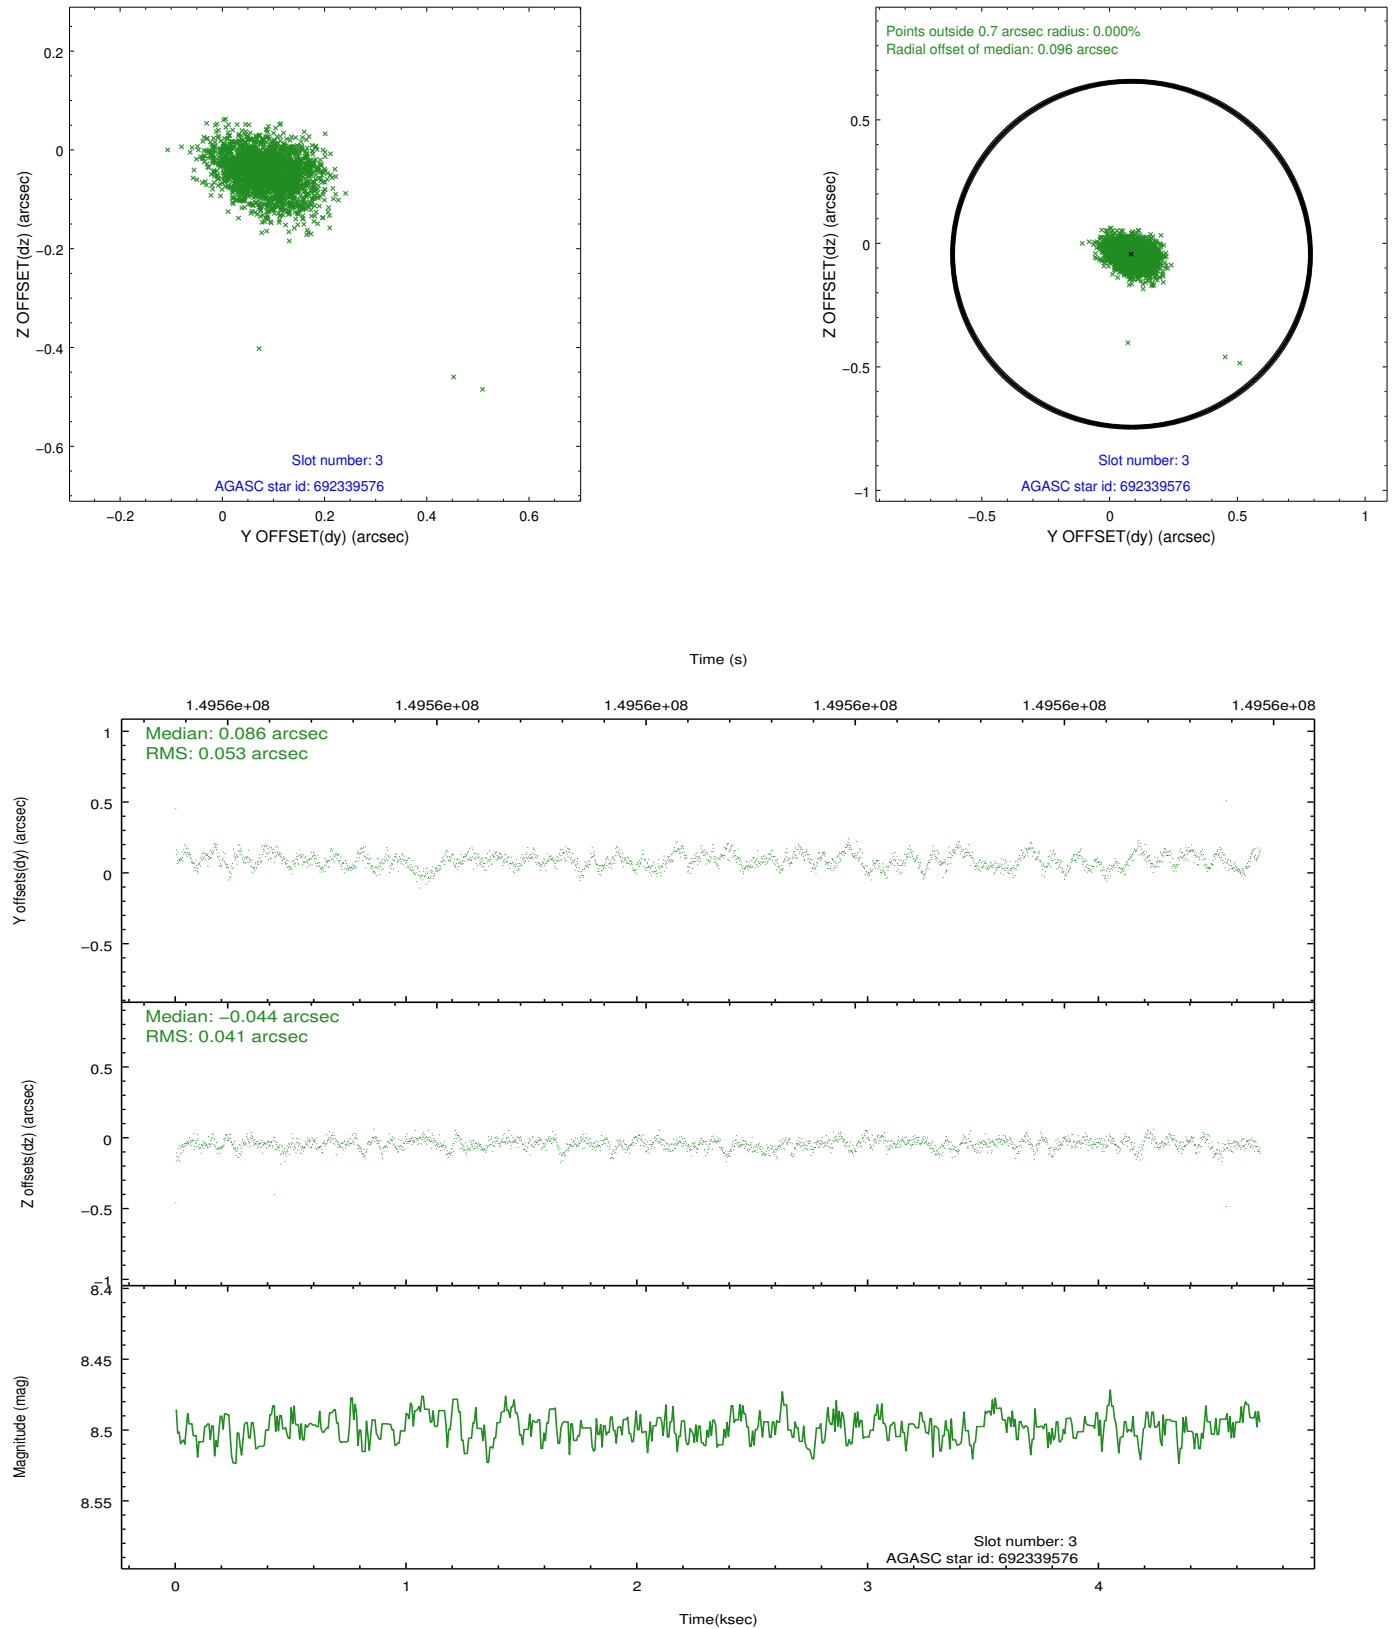 0.2
0
−0.2
−0.4
−0.6
Z OFFSET(dz) (arcsec)
Slot number: 3
AGASC star id: 692339576
−0.2 0 0.2 0.4 0.6
Y OFFSET(dy) (arcsec)
Points outside 0.7 arcsec radius: 0.000%
Radial offset of median: 0.096 arcsec
0.5
0
−0.5
−1
Z OFFSET(dz) (arcsec)
Slot number: 3
AGASC star id: 692339576
−0.5 0 0.5 1
Y OFFSET(dy) (arcsec)
Time (s)
1.4956e+08 1.4956e+08 1.4956e+08 1.4956e+08 1.4956e+08 1.4956e+08
Median: 0.086 arcsec
RMS: 0.053 arcsec
1
0.5
0
−0.5
Y offsets(dy) (arcsec)
Median: −0.044 arcsec
RMS: 0.041 arcsec
0.5
0
−0.5
−1
Z offsets(dz) (arcsec)
8.4
8.45
8.5
8.55
Magnitude (mag)
Slot number: 3
AGASC star id: 692339576
0 1 2 3 4
Time(ksec)